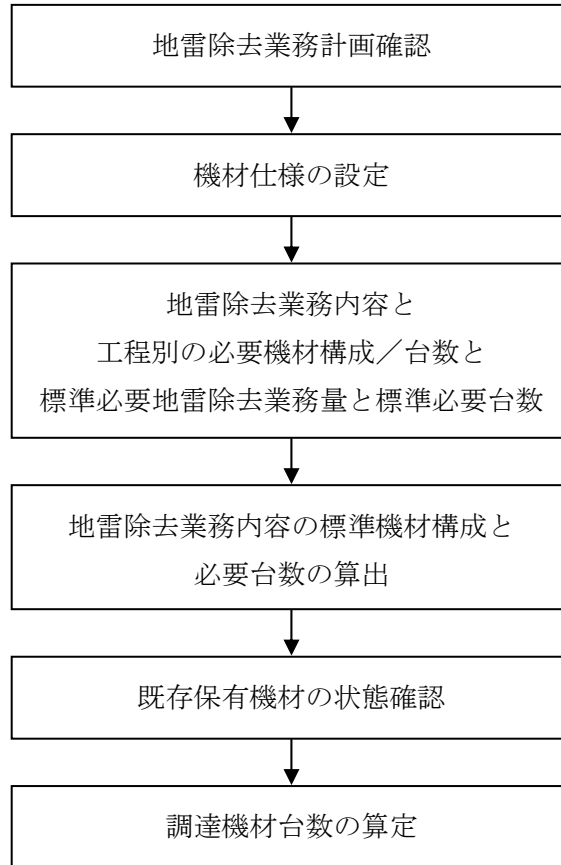 地雷除去業務計画確認
機材仕様の設定
地雷除去業務内容と
工程別の必要機材構成／台数と
標準必要地雷除去業務量と標準必要台数
地雷除去業務内容の標準機材構成と
必要台数の算出
既存保有機材の状態確認
調達機材台数の算定